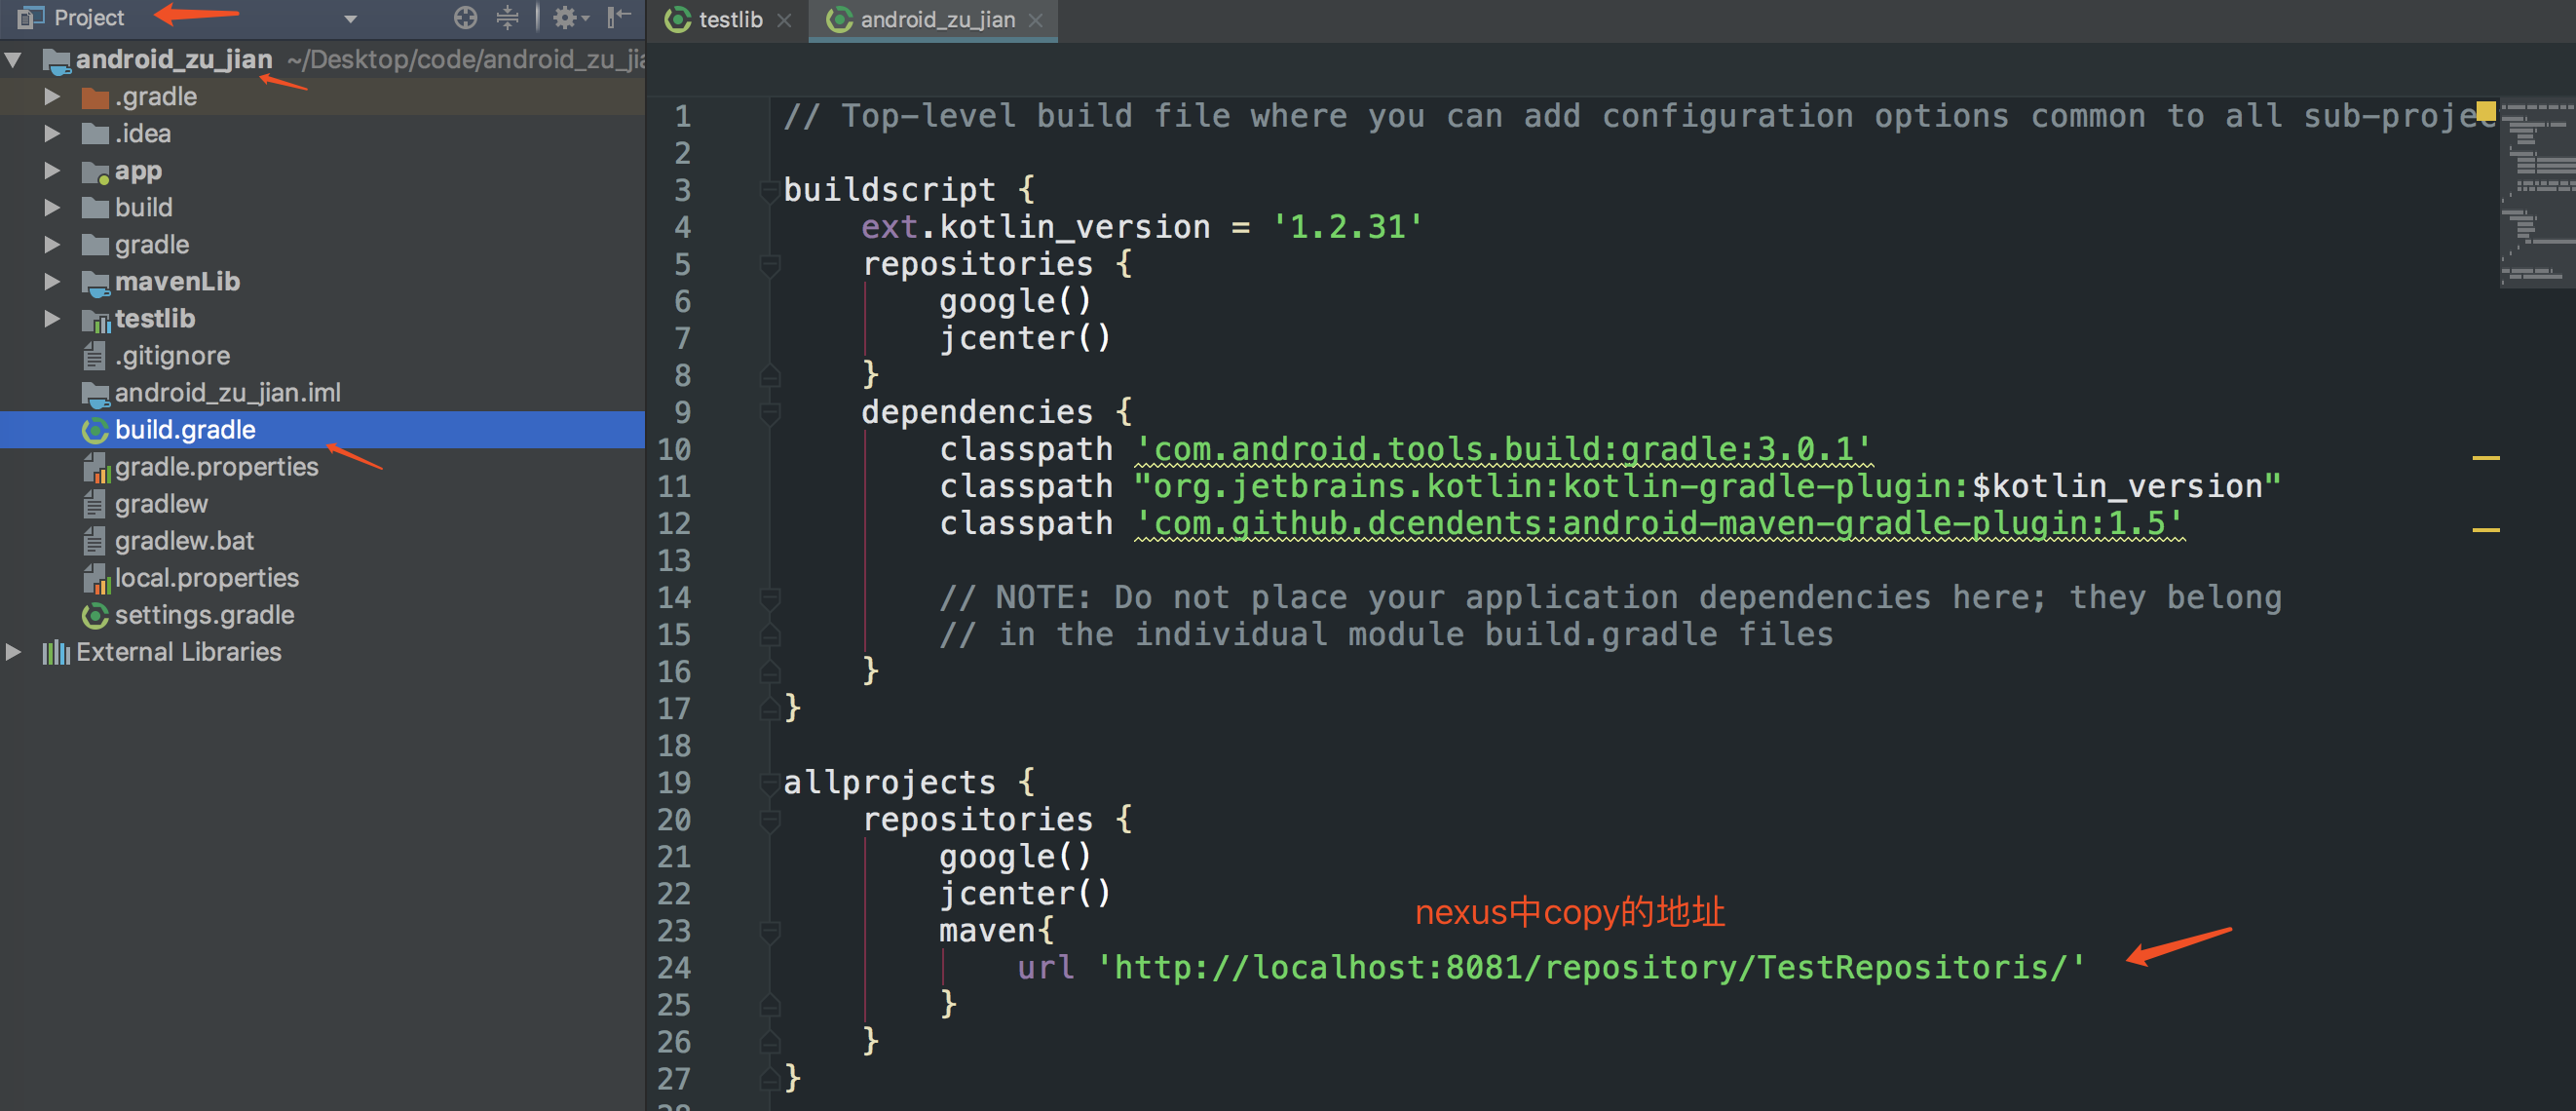 Project
android_zu_jian ~/Desktop/code/android_zu_jia
.gradle
.idea
app
build
gradle
mavenLib
testlib
.gitignore
android_zu_jian.iml
build.gradle
gradle.properties
gradlew
gradlew.bat
local.properties
settings.gradle
External Libraries
testlib
android_zu_jian
1 // Top-level build file where you can add configuration options common to all sub-projec
2
3 buildscript {
4 ext.kotlin_version = '1.2.31'
5 repositories {
6 google()
7 jcenter()
8 }
9 dependencies {
10 classpath 'com.android.tools.build:gradle:3.0.1'
11 classpath "org.jetbrains.kotlin:kotlin-gradle-plugin:$kotlin_version"
12 classpath 'com.github.dcendents:android-maven-gradle-plugin:1.5'
13
14 // NOTE: Do not place your application dependencies here; they belong
15 // in the individual module build.gradle files
16 }
17 }
18
19 allprojects {
20 repositories {
21 google()
22 jcenter()
nexus中copy的地址
23 maven{
24 url 'http://localhost:8081/repository/TestRepositoris/'
25 }
26 }
27 }
28